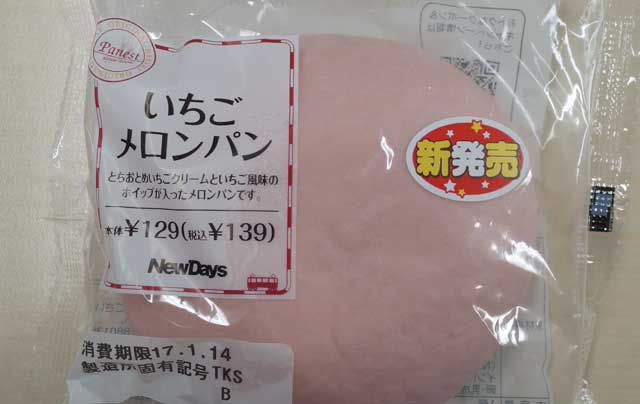 Panest
いちご
メロンパン
とちおとめいちごクリームといちご風味の
ホイップが入ったメロンパンです。
本体¥129(税込¥139)
NewDays
新発売
消費期限17.1.14
製造所固有記号TKS
B